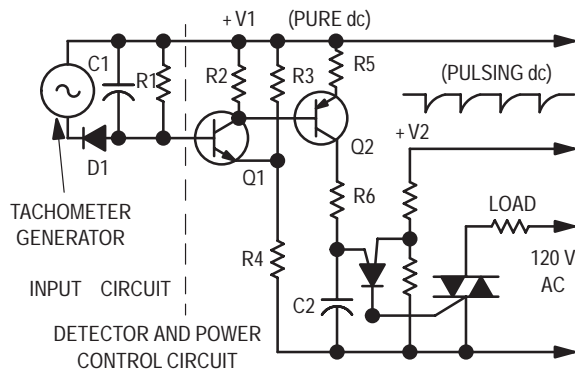 + V1
(PURE dc)
C1
R1
R2
R3
R5
(PULSING dc)
D1
Q1
Q2
+ V2
TACHOMETER
GENERATOR
R6
R4
LOAD
120 V
AC
INPUT CIRCUIT
C2
DETECTOR AND POWER
CONTROL CIRCUIT